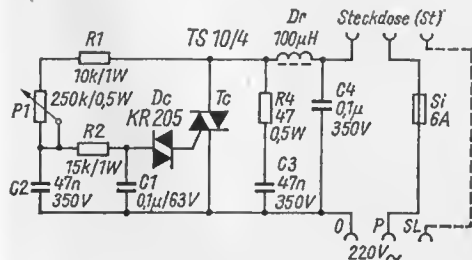 Dr
Steckdose (St)
R1
TS 10/4
100µH
10k/1W
250k/0,5W
P1
Dc
KR 205
Tc
R4
47
0,5W
C4
0,1µ
350V
Si
6A
R2
15k/1W
C2
47n
350V
C1
0,1µ/63V
C3
47n
350V
0
P
SL
220V~